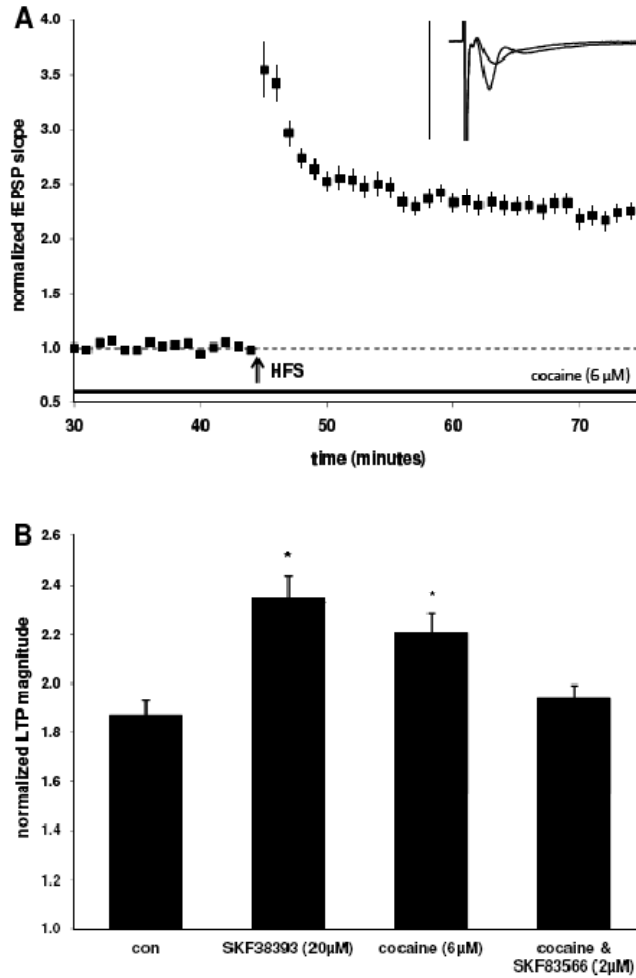 A
4.0
3.5
3.0
2.5
2.0
1.5
1.0
0.5
normalized fEPSP slope
HFS
cocaine (6 µM)
30 40 50 60 70
time (minutes)
B
2.6
2.4
2.2
2.0
1.8
1.6
1.4
1.2
1.0
normalized LTP magnitude
* *
con SKF38393 (20µM) cocaine (6µM) cocaine &
SKF83566 (2µM)